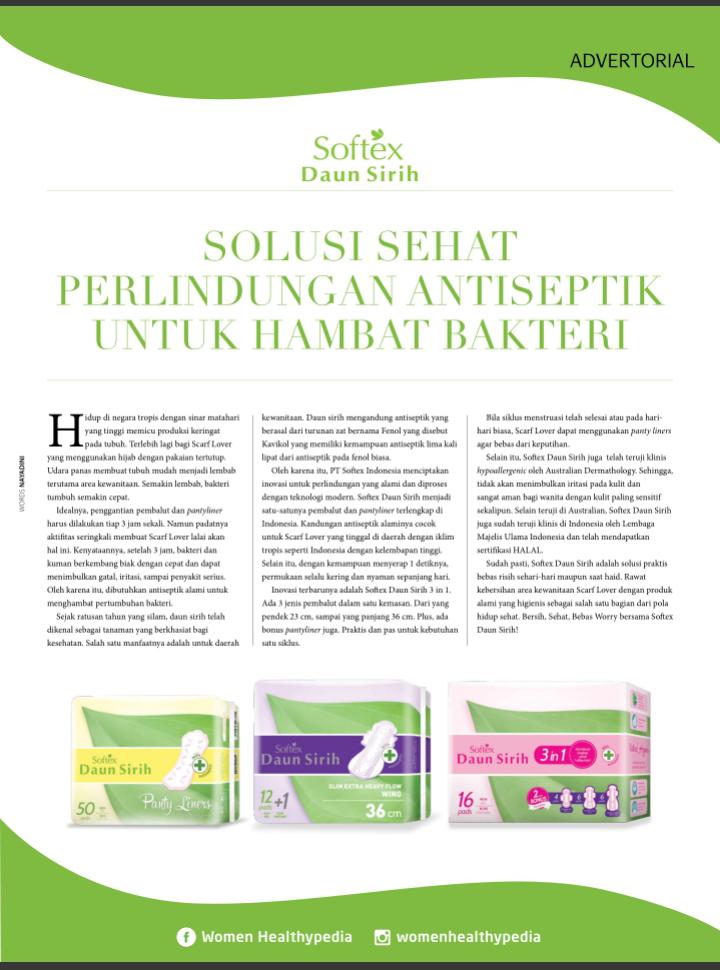 ADVERTORIAL
Softex
Daun Sirih
SOLUSI SEHAT
PERLINDUNGAN ANTISEPTIK
UNTUK HAMBAT BAKTERI
WORDS NAYADINI
Hidup di negara tropis dengan sinar matahari
yang tinggi memicu produksi keringat
pada tubuh. Terlebih lagi bagi Scarf Lover
yang menggunakan hijab dengan pakaian tertutup.
Udara panas membuat tubuh mudah menjadi lembab
terutama area kewanitaan. Semakin lembab, bakteri
tumbuh semakin cepat.
Idealnya, penggantian pembalut dan pantyliner
harus dilakukan tiap 3 jam sekali. Namun padatnya
aktifitas seringkali membuat Scarf Lover lalai akan
hal ini. Kenyataannya, setelah 3 jam, bakteri dan
kuman berkembang biak dengan cepat dan dapat
menimbulkan gatal, iritasi, sampai penyakit serius.
Oleh karena itu, dibutuhkan antiseptik alami untuk
menghambat pertumbuhan bakteri.
Sejak ratusan tahun yang silam, daun sirih telah
dikenal sebagai tanaman yang berkhasiat bagi
kesehatan. Salah satu manfaatnya adalah untuk daerah
kewanitaan. Daun sirih mengandung antiseptik yang
berasal dari turunan zat bernama Fenol yang disebut
Kavikol yang memiliki kemampuan antiseptik lima kali
lipat dari antiseptik pada fenol biasa.
Oleh karena itu, PT Softex Indonesia menciptakan
inovasi untuk perlindungan yang alami dan diproses
dengan teknologi modern. Softex Daun Sirih menjadi
satu-satunya pembalut dan pantyliner terlengkap di
Indonesia. Kandungan antiseptik alaminya cocok
untuk Scarf Lover yang tinggal di daerah dengan iklim
tropis seperti Indonesia dengan kelembapan tinggi.
Selain itu, dengan kemampuan menyerap 1 detiknya,
permukaan selalu kering dan nyaman sepanjang hari.
Inovasi terbarunya adalah Softex Daun Sirih 3 in 1.
Ada 3 jenis pembalut dalam satu kemasan. Dari yang
pendek 23 cm, sampai yang panjang 36 cm. Plus, ada
bonus pantyliner juga. Praktis dan pas untuk kebutuhan
satu siklus.
Bila siklus menstruasi telah selesai atau pada hari-
hari biasa, Scarf Lover dapat menggunakan panty liners
agar bebas dari keputihan.
Selain itu, Softex Daun Sirih juga telah teruji klinis
hypoallergenic oleh Australian Dermathology. Sehingga,
tidak akan menimbulkan iritasi pada kulit dan
sangat aman bagi wanita dengan kulit paling sensitif
sekalipun. Selain teruji di Australian, Softex Daun Sirih
juga sudah teruji klinis di Indonesia oleh Lembaga
Majelis Ulama Indonesia dan telah mendapatkan
sertifikasi HALAL.
Sudah pasti, Softex Daun Sirih adalah solusi praktis
bebas risih sehari-hari maupun saat haid. Rawat
kebersihan area kewanitaan Scarf Lover dengan produk
alami yang higienis sebagai salah satu bagian dari pola
hidup sehat. Bersih, Sehat, Bebas Worry bersama Softex
Daun Sirih!
Softex
Daun Sirih
50
pads
Panty Liners
Softex
Daun Sirih
12 +1
pads
SLIM EXTRA HEAVY FLOW
WING
36 cm
Softex
Daun Sirih 3 in 1
16
pads
2 BONUS
Women Healthypedia
womenhealthypedia